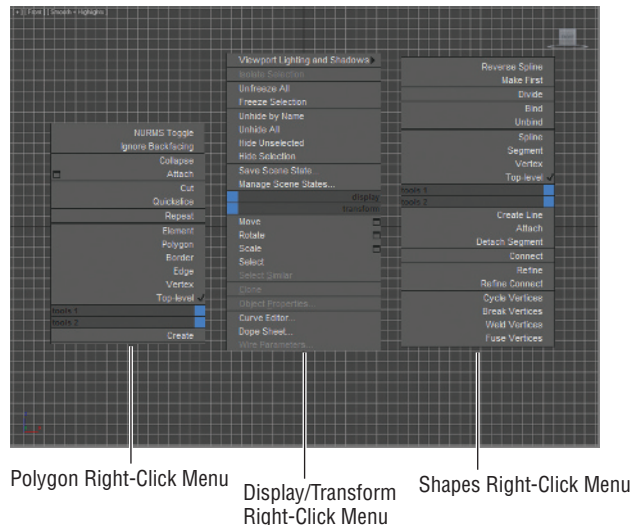 [+] [Front] [Smooth + Highlights]
NURMS Toggle
Ignore Backfacing
Collapse
Attach
Cut
Quickslice
Repeat
Element
Polygon
Border
Edge
Vertex
Top-level
tools 1
tools 2
Create
Viewport Lighting and Shadows
Isolate Selection
Unfreeze All
Freeze Selection
Unhide by Name
Unhide All
Hide Unselected
Hide Selection
Save Scene State...
Manage Scene States...
display
transform
Move
Rotate
Scale
Select
Select Similar
Clone
Object Properties...
Curve Editor...
Dope Sheet...
Wire Parameters...
Reverse Spline
Make First
Divide
Bind
Unbind
Spline
Segment
Vertex
Top-level
tools 1
tools 2
Create Line
Attach
Detach Segment
Connect
Refine
Refine Connect
Cycle Vertices
Break Vertices
Weld Vertices
Fuse Vertices
Polygon Right-Click Menu
Display/Transform
Right-Click Menu
Shapes Right-Click Menu